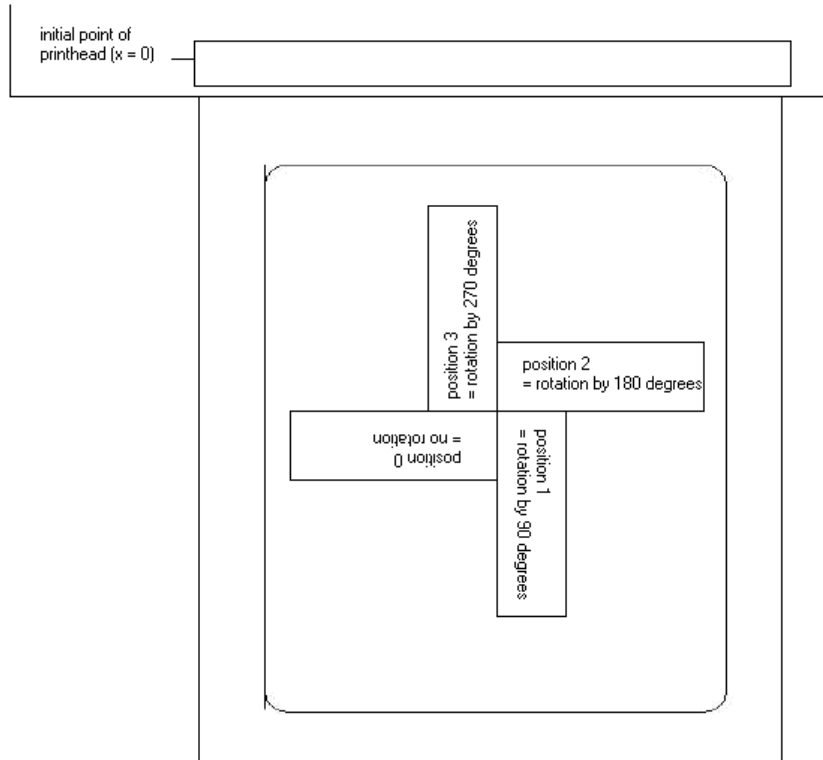 initial point of
printhead (x = 0)
position 3
= rotation by 270 degrees
position 2
= rotation by 180 degrees
position 0
= no rotation
position 1
= rotation by 90 degrees